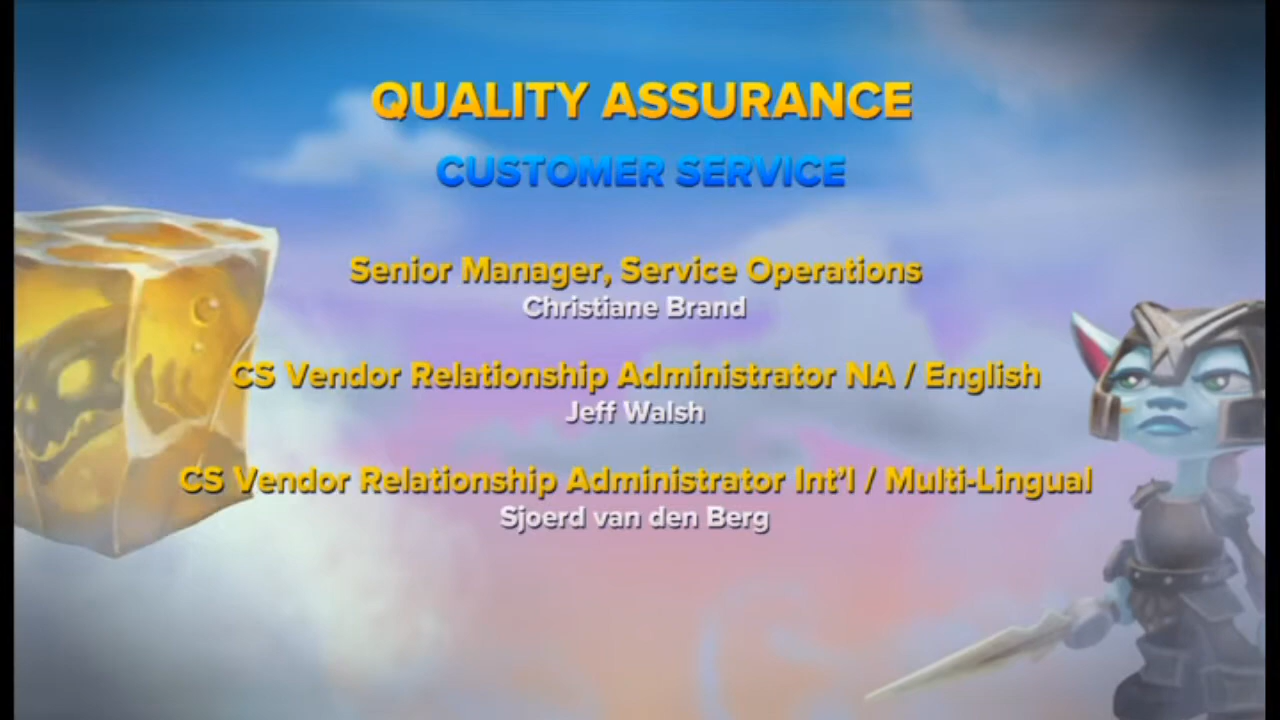 QUALITY ASSURANCE
CUSTOMER SERVICE
Senior Manager, Service Operations
Christiane Brand
CS Vendor Relationship Administrator NA / English
Jeff Walsh
CS Vendor Relationship Administrator Int'l / Multi-Lingual
Sjoerd van den Berg